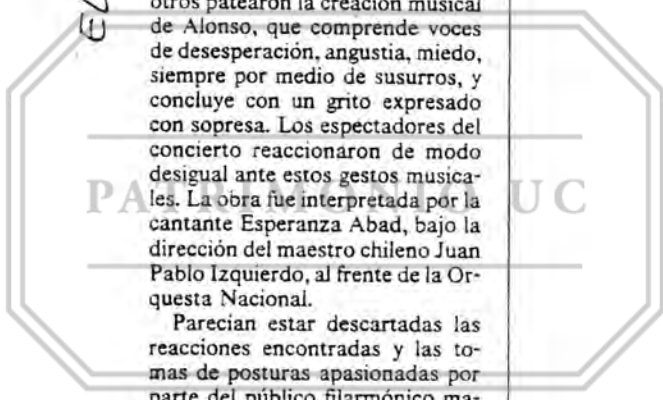 otros patearon la creación musical
de Alonso, que comprende voces
de desesperación, angustia, miedo,
siempre por medio de susurros, y
concluye con un grito expresado
con sopresa. Los espectadores del
concierto reaccionaron de modo
desigual ante estos gestos musica-
les. La obra fue interpretada por la
cantante Esperanza Abad, bajo la
dirección del maestro chileno Juan
Pablo Izquierdo, al frente de la Or-
questa Nacional.
Parecían estar descartadas las
reacciones encontradas y las to-
mas de posturas apasionadas por
parte del público filarmónico ma-
PATRIMONIO UC